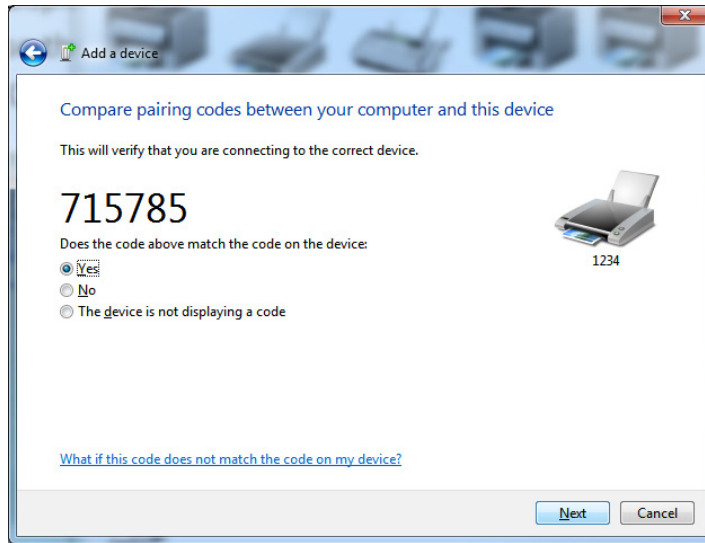 Add a device
Compare pairing codes between your computer and this device
This will verify that you are connecting to the correct device.
715785
Does the code above match the code on the device:
1234
Yes
No
The device is not displaying a code
What if this code does not match the code on my device?
Next Cancel